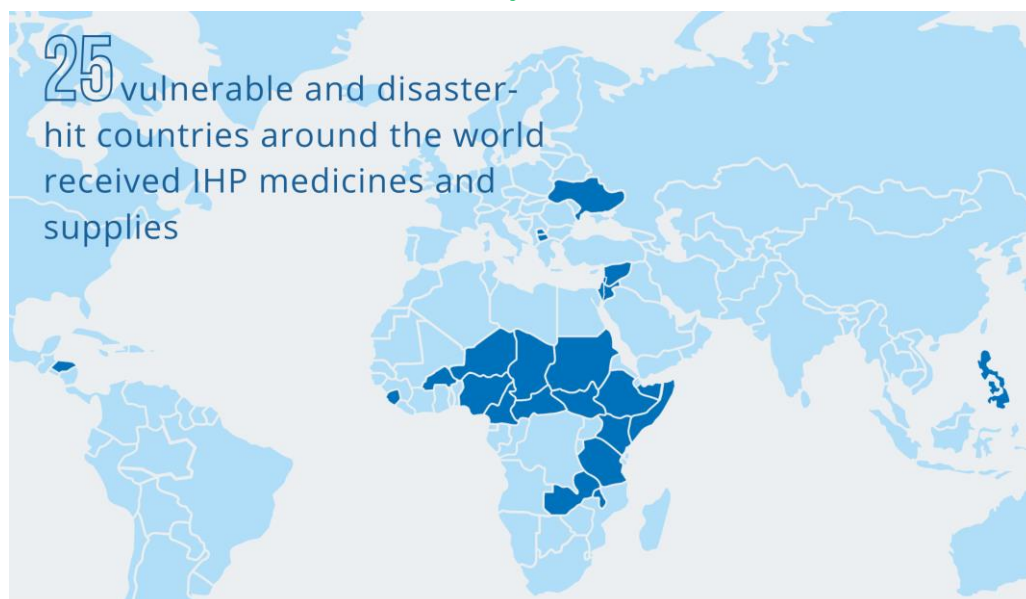 25 vulnerable and disaster-
hit countries around the world
received IHP medicines and
supplies